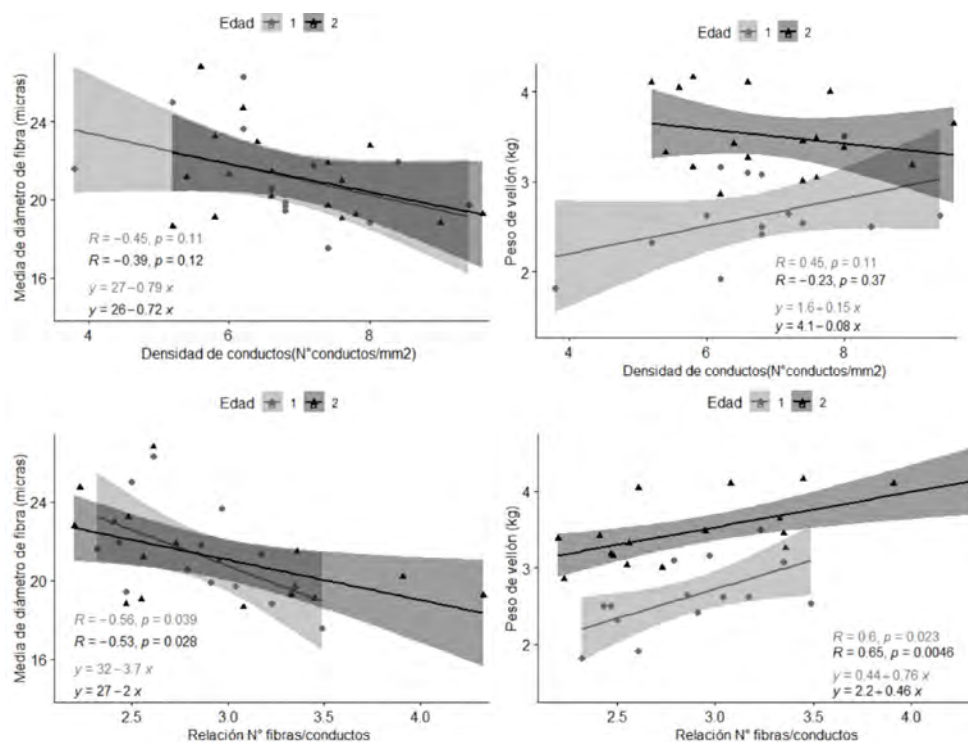 Edad 1 2
Media de diámetro de fibra (micras)
24
20
16
R = −0.45, p = 0.11
R = −0.39, p = 0.12
y = 27 − 0.79 x
y = 26 − 0.72 x
4 6 8
Densidad de conductos(N°conductos/mm2)
Edad 1 2
Peso de vellón (kg)
4
3
2
R = 0.45, p = 0.11
R = −0.23, p = 0.37
y = 1.6 + 0.15 x
y = 4.1 − 0.08 x
4 6 8
Densidad de conductos(N°conductos/mm2)
Edad 1 2
Media de diámetro de fibra (micras)
24
20
16
R = −0.56, p = 0.039
R = −0.53, p = 0.028
y = 32 − 3.7 x
y = 27 − 2 x
2.5 3.0 3.5 4.0
Relación N° fibras/conductos
Edad 1 2
Peso de vellón (kg)
4
3
2
R = 0.6, p = 0.023
R = 0.65, p = 0.0046
y = 0.44 + 0.76 x
y = 2.2 + 0.46 x
2.5 3.0 3.5 4.0
Relación N° fibras/conductos